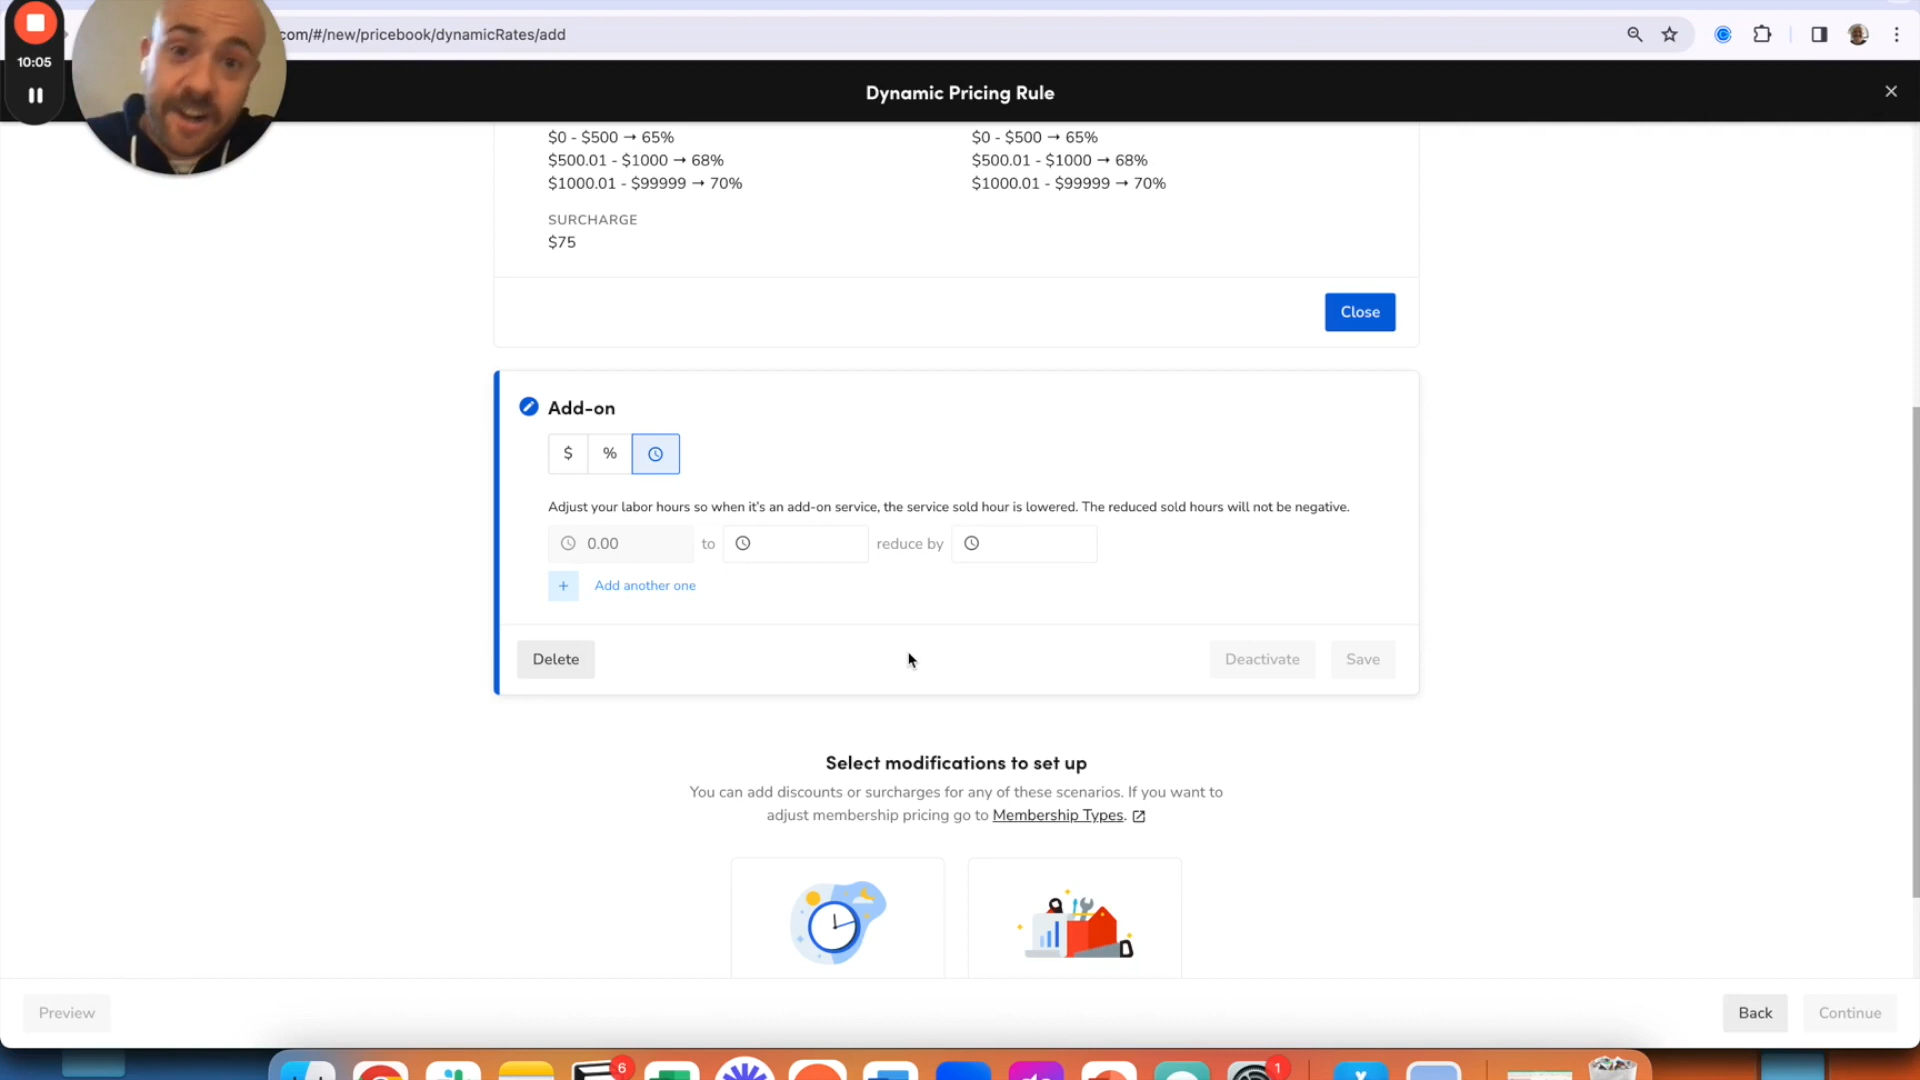 com/#/new/pricebook/dynamicRates/add
10:05
Dynamic Pricing Rule
$0 - $500 → 65%
$0 - $500 → 65%
$500.01 - $1000 → 68%
$500.01 - $1000 → 68%
$1000.01 - $99999 → 70%
$1000.01 - $99999 → 70%
SURCHARGE
$75
Close
Add-on
$ %
Adjust your labor hours so when it's an add-on service, the service sold hour is lowered. The reduced sold hours will not be negative.
0.00 to reduce by
+ Add another one
Delete
Deactivate
Save
Select modifications to set up
You can add discounts or surcharges for any of these scenarios. If you want to
adjust membership pricing go to Membership Types.
Preview
Back
Continue
6
1